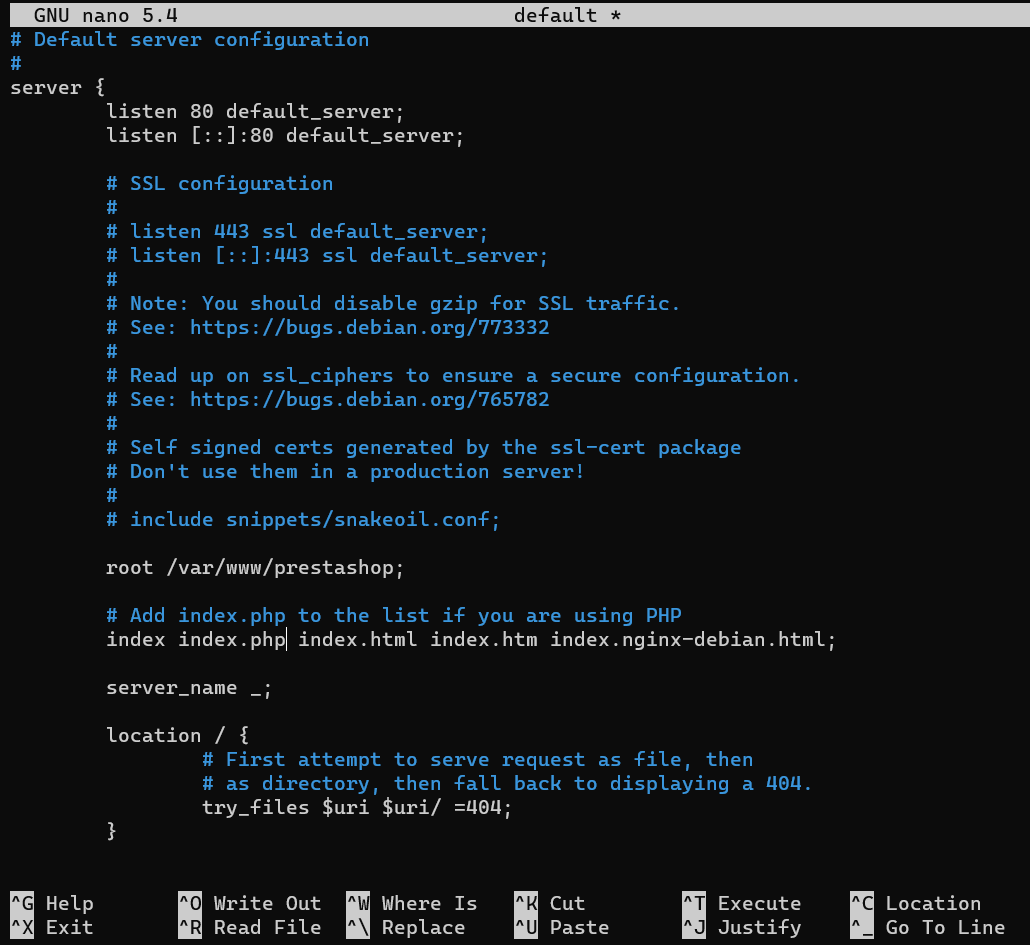 GNU nano 5.4 default *
# Default server configuration
#
server {
listen 80 default_server;
listen [::]:80 default_server;
# SSL configuration
#
# listen 443 ssl default_server;
# listen [::]:443 ssl default_server;
#
# Note: You should disable gzip for SSL traffic.
# See: https://bugs.debian.org/773332
#
# Read up on ssl_ciphers to ensure a secure configuration.
# See: https://bugs.debian.org/765782
#
# Self signed certs generated by the ssl-cert package
# Don't use them in a production server!
#
# include snippets/snakeoil.conf;
root /var/www/prestashop;
# Add index.php to the list if you are using PHP
index index.php index.html index.htm index.nginx-debian.html;
server_name _;
location / {
# First attempt to serve request as file, then
# as directory, then fall back to displaying a 404.
try_files $uri $uri/ =404;
}
^G Help ^O Write Out ^W Where Is ^K Cut ^T Execute ^C Location
^X Exit ^R Read File ^\ Replace ^U Paste ^J Justify ^_ Go To Line